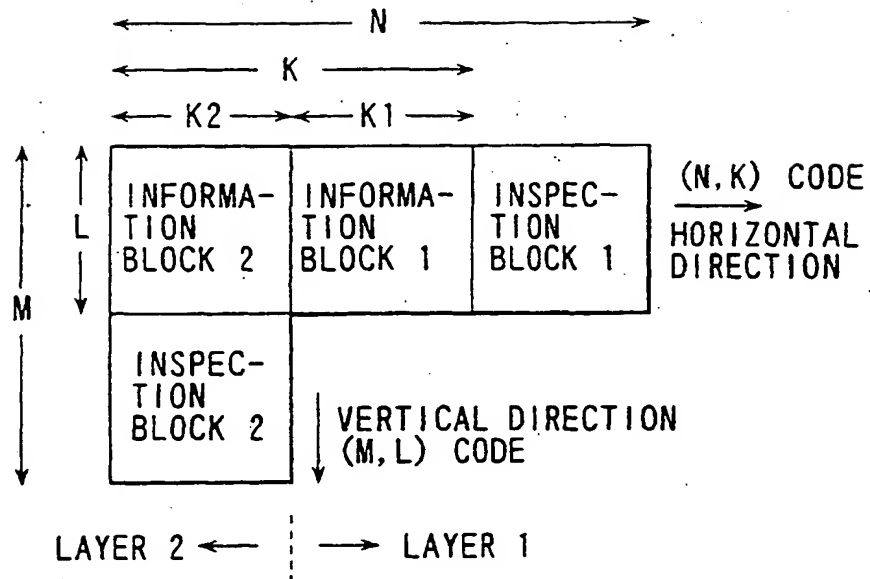 N
K
K2
K1
L
M
INFORMA-
TION
BLOCK 2
INFORMA-
TION
BLOCK 1
INSPEC-
TION
BLOCK 1
(N,K) CODE
HORIZONTAL
DIRECTION
INSPEC-
TION
BLOCK 2
VERTICAL DIRECTION
(M,L) CODE
LAYER 2
LAYER 1